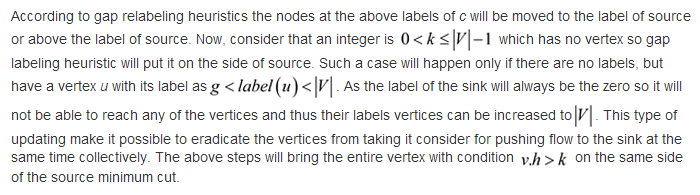 According to gap relabeling heuristics the nodes at the above labels of c will be moved to the label of source
or above the label of source. Now, consider that an integer is 0<k≤|V|−1 which has no vertex so gap
labeling heuristic will put it on the side of source. Such a case will happen only if there are no labels, but
have a vertex u with its label as g < label(u) < |V|. As the label of the sink will always be the zero so it will
not be able to reach any of the vertices and thus their labels vertices can be increased to |V|. This type of
updating make it possible to eradicate the vertices from taking it consider for pushing flow to the sink at the
same time collectively. The above steps will bring the entire vertex with condition v.h > k on the same side
of the source minimum cut.